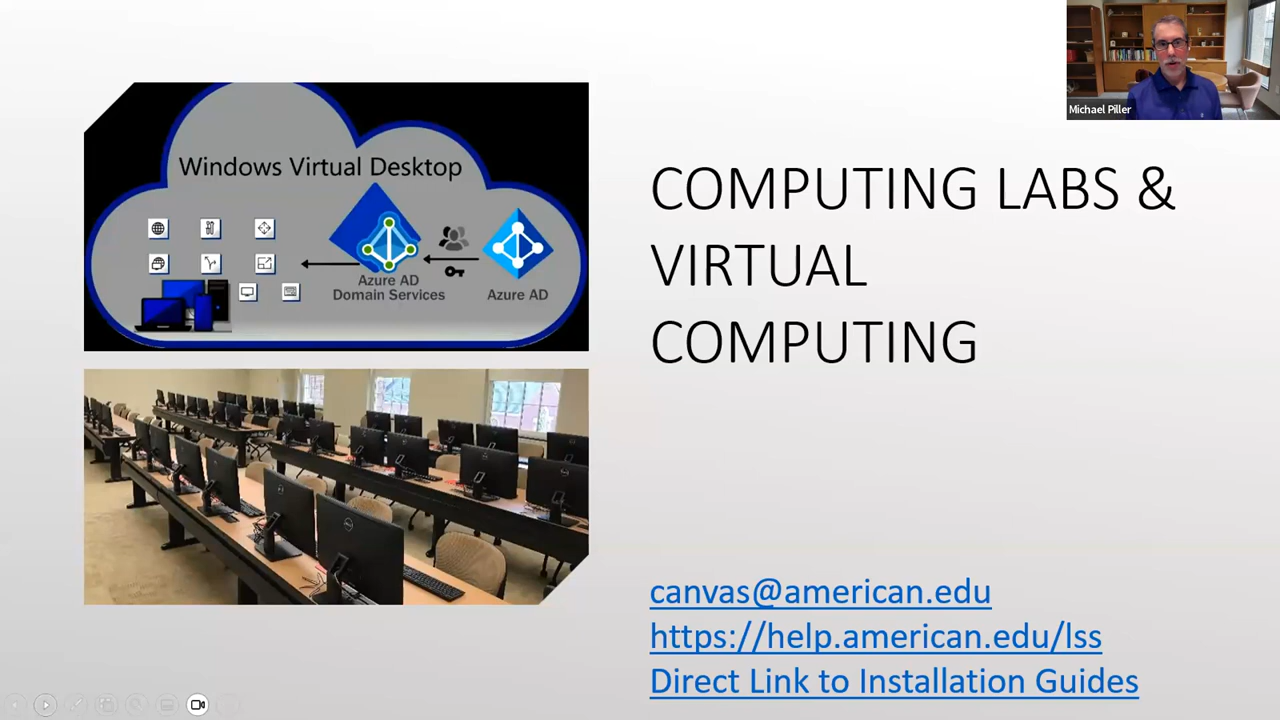 Michael Piller
Windows Virtual Desktop
Azure AD
Domain Services
Azure AD
COMPUTING LABS &
VIRTUAL
COMPUTING
canvas@american.edu
https://help.american.edu/lss
Direct Link to Installation Guides